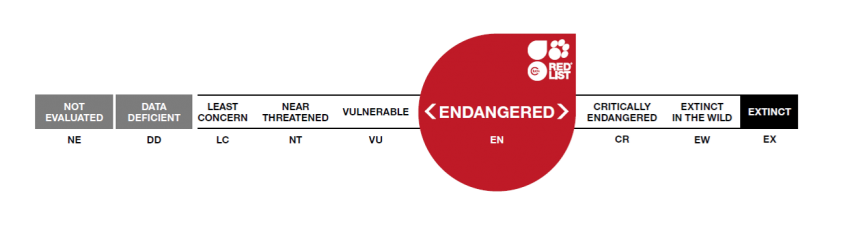 RED
LIST
NOT
EVALUATED
DATA
DEFICIENT
LEAST
CONCERN
NEAR
THREATENED
VULNERABLE
<ENDANGERED>
CRITICALLY
ENDANGERED
EXTINCT
IN THE WILD
EXTINCT
NE
DD
LC
NT
VU
EN
CR
EW
EX